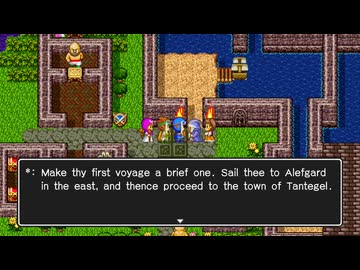 *: Make thy first voyage a brief one. Sail thee to Alefgard
in the east, and thence proceed to the town of Tantegel.